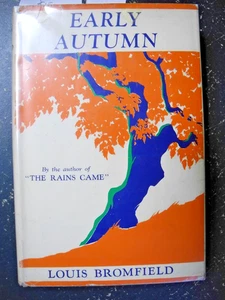 EARLY
AUTUMN
By the author of
"THE RAINS CAME"
LOUIS BROMFIELD